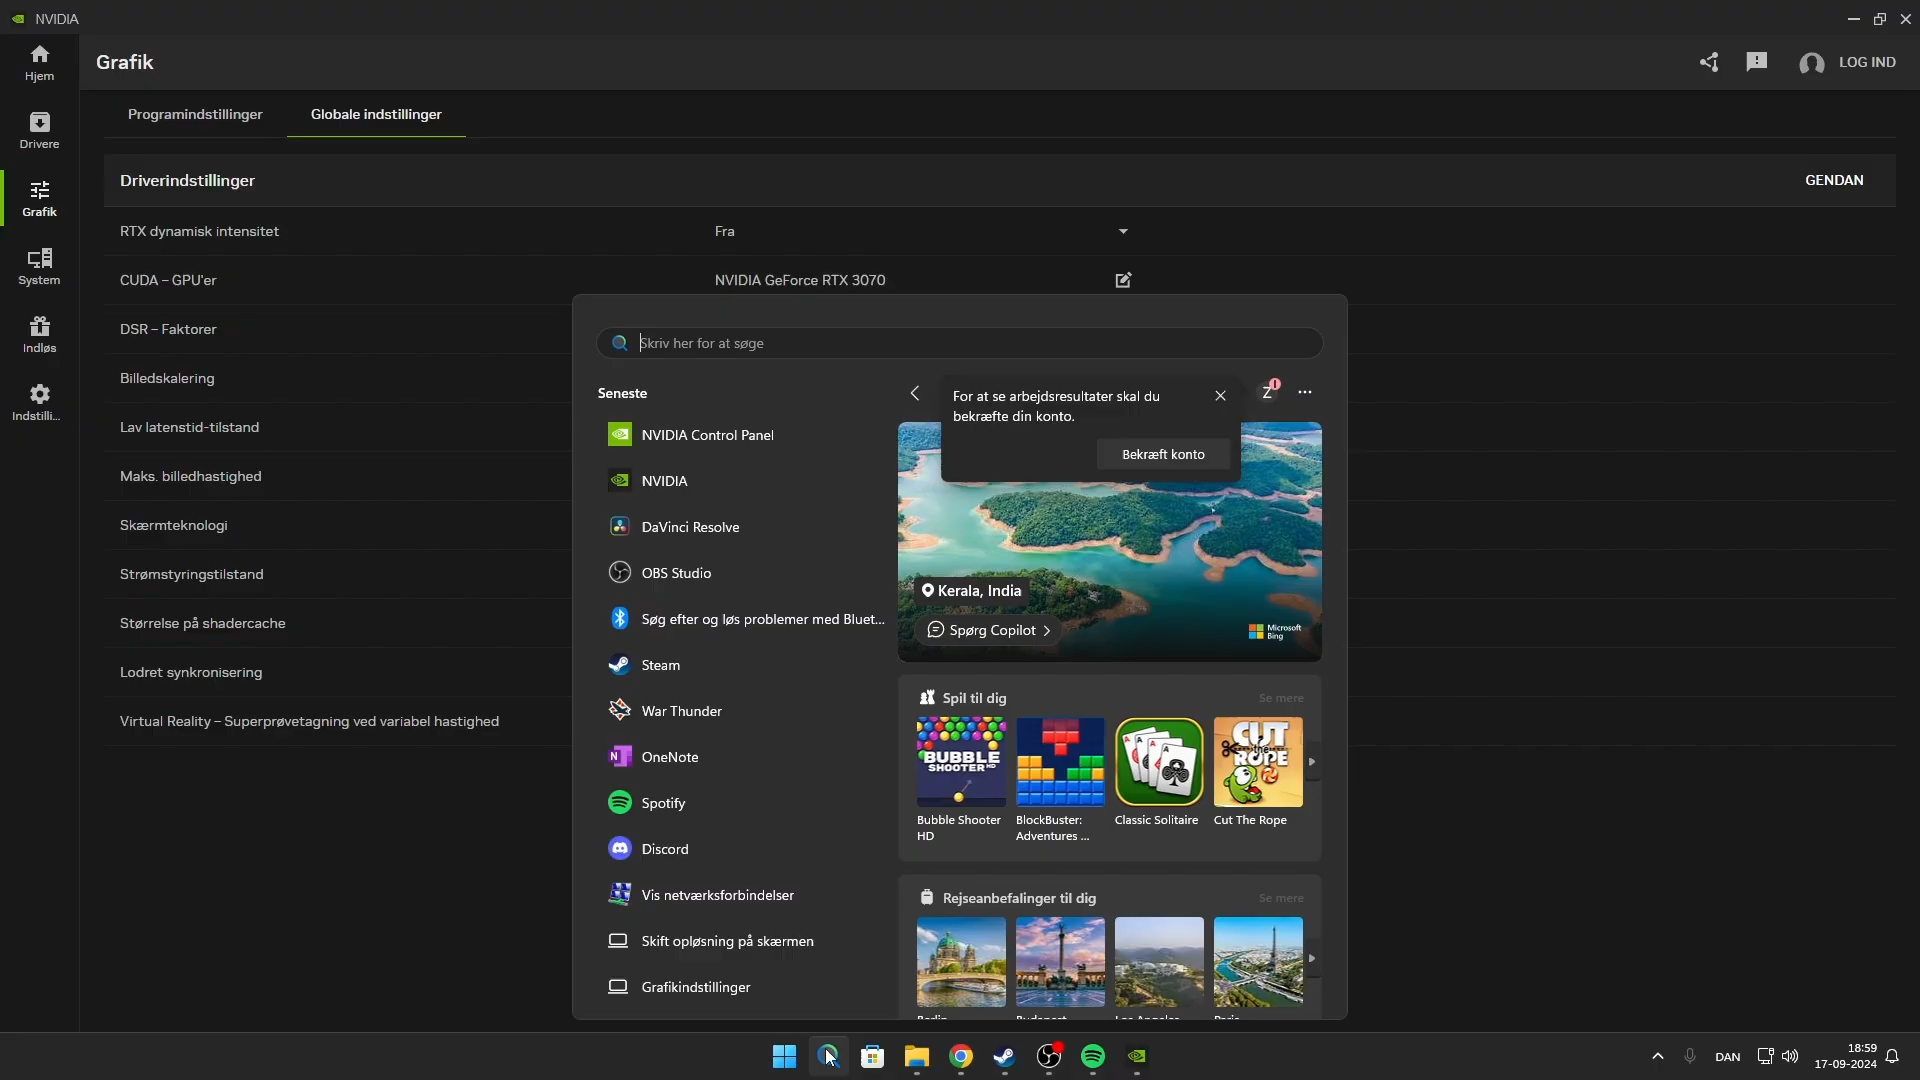 NVIDIA
Hjem
Drivere
Grafik
System
Indløs
Indstilli...
Grafik
LOG IND
Programindstillinger
Globale indstillinger
Driverindstillinger
GENDAN
RTX dynamisk intensitet
Fra
CUDA – GPU'er
NVIDIA GeForce RTX 3070
DSR – Faktorer
Billedskalering
Lav latenstid-tilstand
Maks. billedhastighed
Skærmteknologi
Strømstyringstilstand
Størrelse på shadercache
Lodret synkronisering
Virtual Reality – Superprøvetagning ved variabel hastighed
Skriv her for at søge
Seneste
NVIDIA Control Panel
NVIDIA
DaVinci Resolve
OBS Studio
Søg efter og løs problemer med Bluet...
Steam
War Thunder
OneNote
Spotify
Discord
Vis netværksforbindelser
Skift opløsning på skærmen
Grafikindstillinger
For at se arbejdsresultater skal du
bekræfte din konto.
Bekræft konto
Z
Kerala, India
Spørg Copilot
Microsoft
Bing
Spil til dig
Se mere
BUBBLE
SHOOTER HD
CUT
the
ROPE
Bubble Shooter
HD
BlockBuster:
Adventures ...
Classic Solitaire
Cut The Rope
Rejseanbefalinger til dig
Se mere
Berlin
Budapest
Los Angeles
Paris
DAN
18:59
17-09-2024